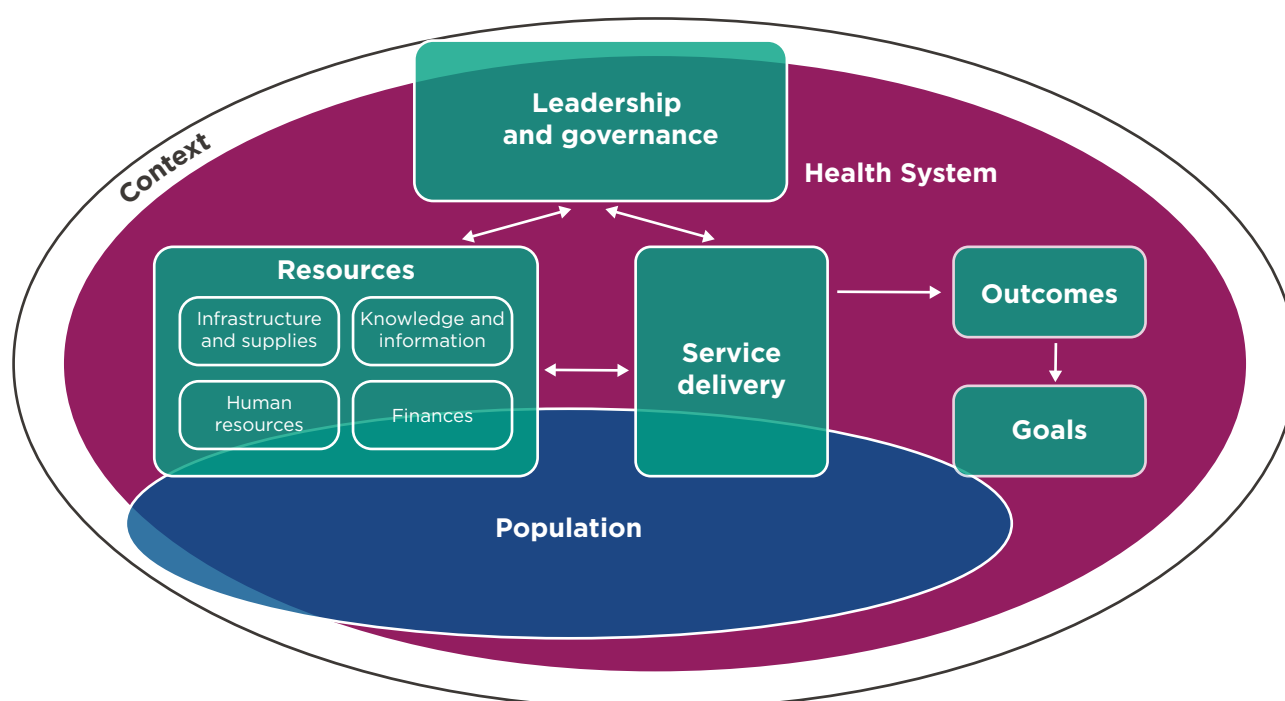 Leadership
and governance
Context
Health System
Resources
Infrastructure
and supplies
Knowledge and
information
Human
resources
Finances
Service
delivery
Outcomes
Goals
Population